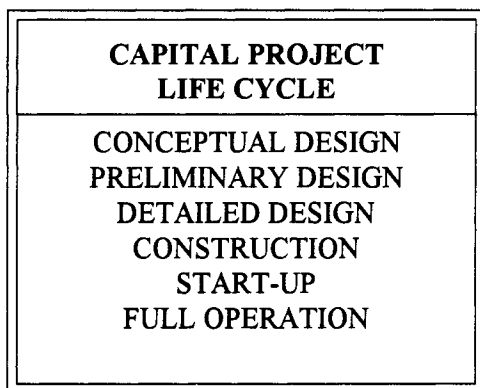 CAPITAL PROJECT
LIFE CYCLE
CONCEPTUAL DESIGN
PRELIMINARY DESIGN
DETAILED DESIGN
CONSTRUCTION
START-UP
FULL OPERATION